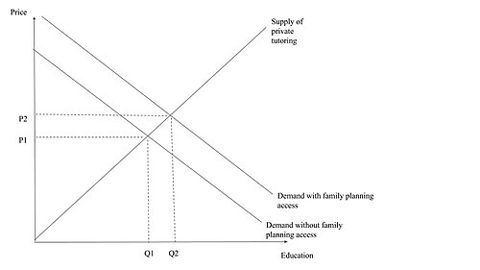 Price
Supply of
private
tutoring
P2
P1
Demand with family planning
access
Demand without family
planning access
Q1 Q2
Education